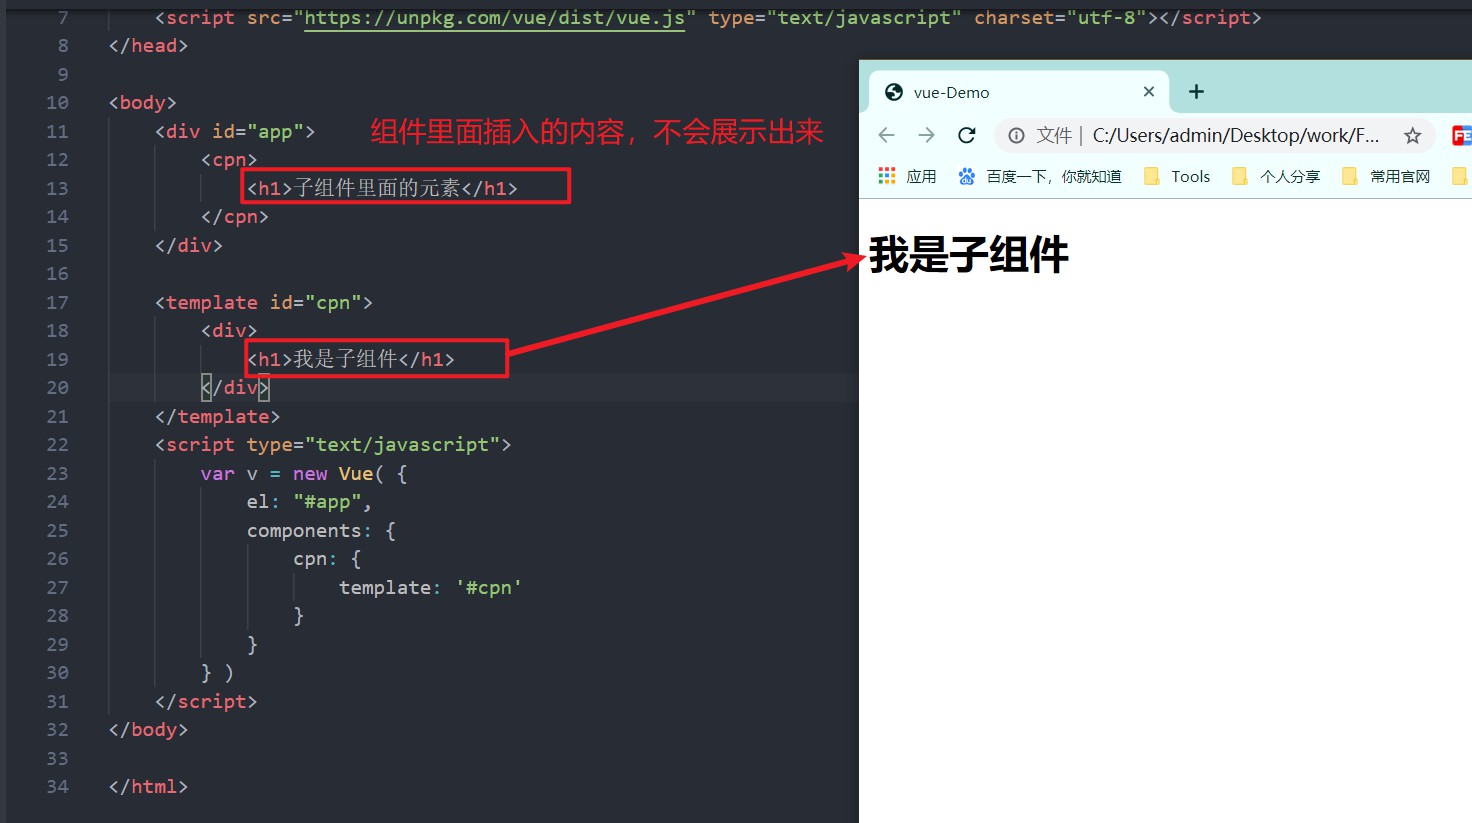 7 <script src="https://unpkg.com/vue/dist/vue.js" type="text/javascript" charset="utf-8"></script>
8 </head>
9
10 <body>
11 <div id="app">
组件里面插入的内容，不会展示出来
12 <cpn>
13 <h1>子组件里面的元素</h1>
14 </cpn>
15 </div>
16
17 <template id="cpn">
18 <div>
19 <h1>我是子组件</h1>
20 </div>
21 </template>
22 <script type="text/javascript">
23 var v = new Vue( {
24 el: "#app",
25 components: {
26 cpn: {
27 template: '#cpn'
28 }
29 }
30 } )
31 </script>
32 </body>
33
34 </html>
vue-Demo
文件 | C:/Users/admin/Desktop/work/F...
应用 百度一下，你就知道 Tools 个人分享 常用官网
我是子组件